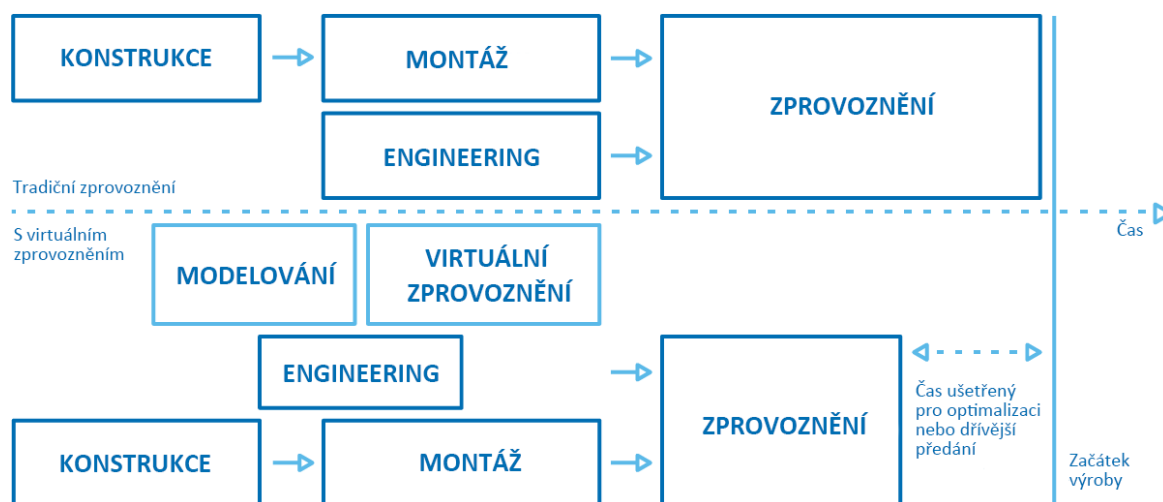 KONSTRUKCE
MONTÁŽ
ZPROVOZNĚNÍ
ENGINEERING
Tradiční zprovoznění
Čas
S virtuálním
zprovozněním
MODELOVÁNÍ
VIRTUÁLNÍ
ZPROVOZNĚNÍ
ENGINEERING
ZPROVOZNĚNÍ
Čas ušetřený
pro optimalizaci
nebo dřívější
předání
KONSTRUKCE
MONTÁŽ
Začátek
výroby